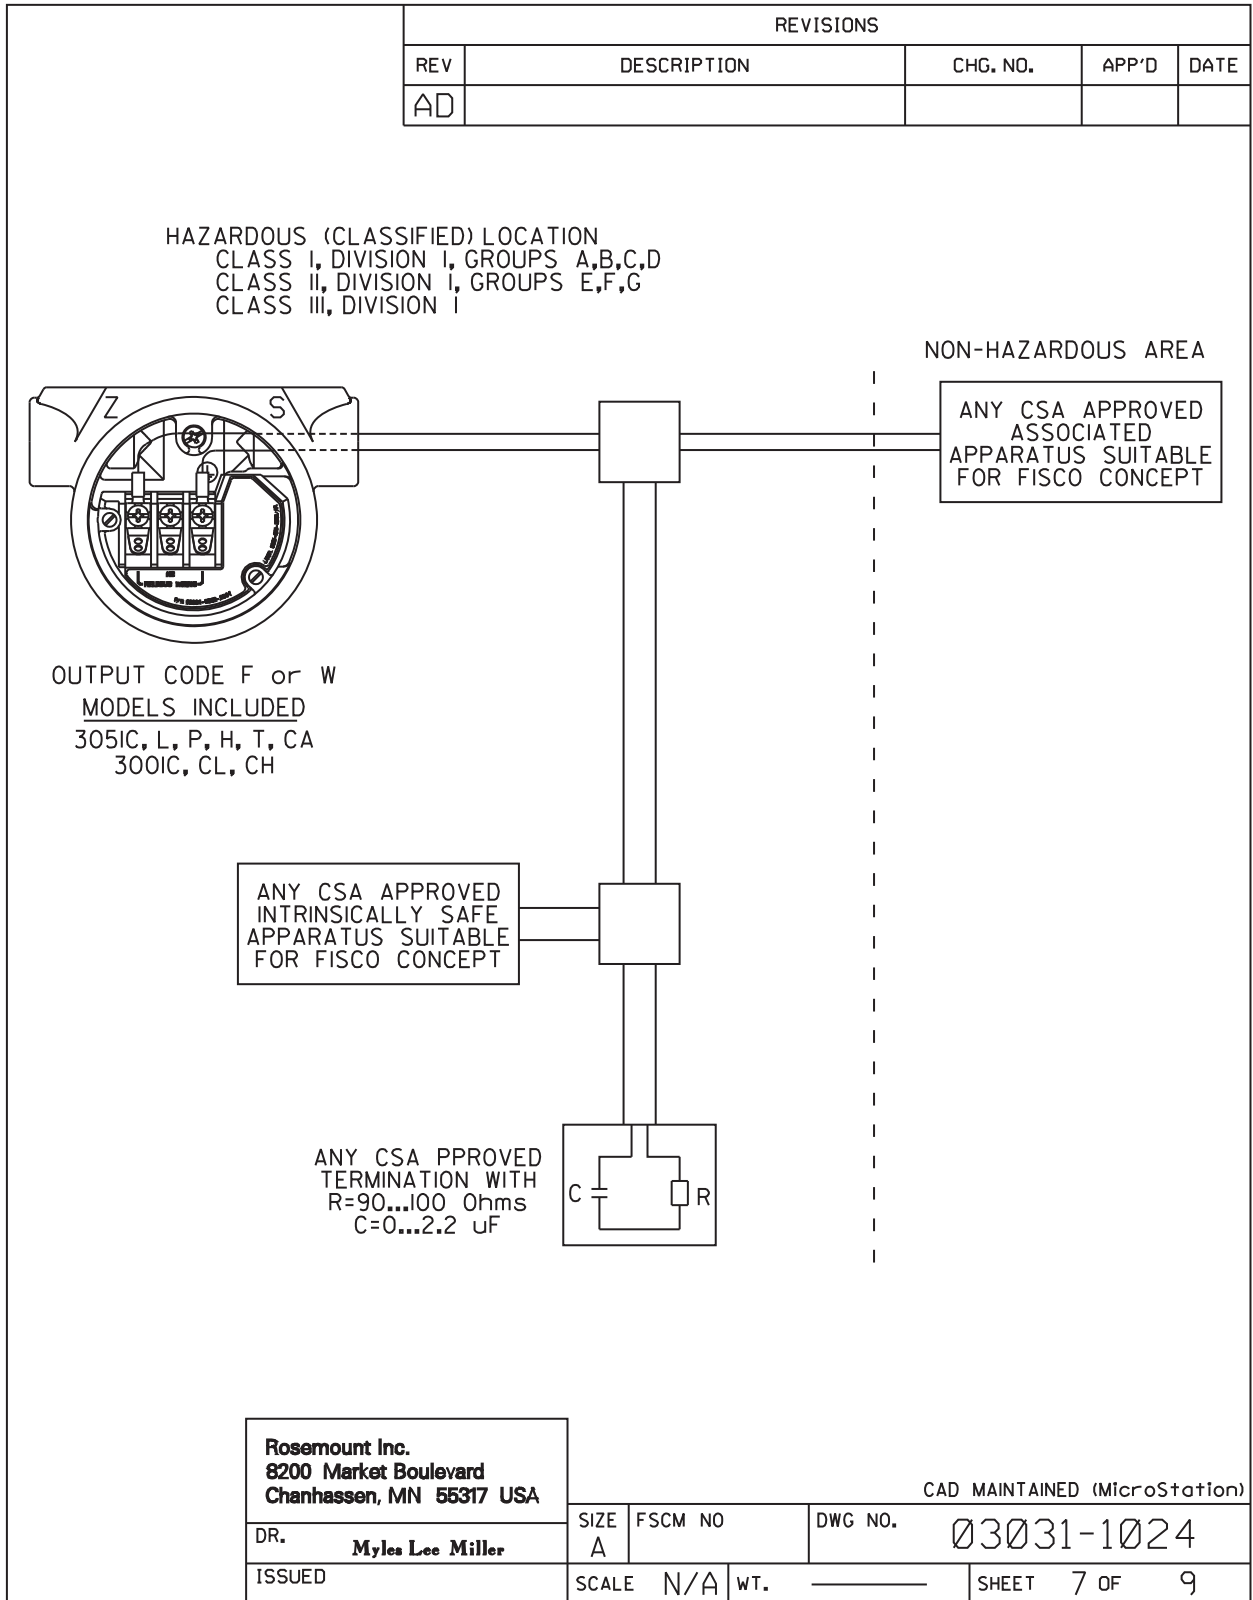 REVISIONS
REV DESCRIPTION CHG. NO. APP'D DATE
AD
HAZARDOUS (CLASSIFIED) LOCATION
CLASS I, DIVISION I, GROUPS A,B,C,D
CLASS II, DIVISION I, GROUPS E,F,G
CLASS III, DIVISION I
NON-HAZARDOUS AREA
ANY CSA APPROVED
ASSOCIATED
APPARATUS SUITABLE
FOR FISCO CONCEPT
Z S
OUTPUT CODE F or W
MODELS INCLUDED
3051C, L, P, H, T, CA
3001C, CL, CH
ANY CSA APPROVED
INTRINSICALLY SAFE
APPARATUS SUITABLE
FOR FISCO CONCEPT
ANY CSA PPROVED
TERMINATION WITH
R=90...100 Ohms
C=0...2.2 uF
C R
Rosemount Inc.
8200 Market Boulevard
Chanhassen, MN 55317 USA
CAD MAINTAINED (MicroStation)
DR. Myles Lee Miller
SIZE A FSCM NO DWG NO. 03031-1024
ISSUED
SCALE N/A WT. SHEET 7 OF 9